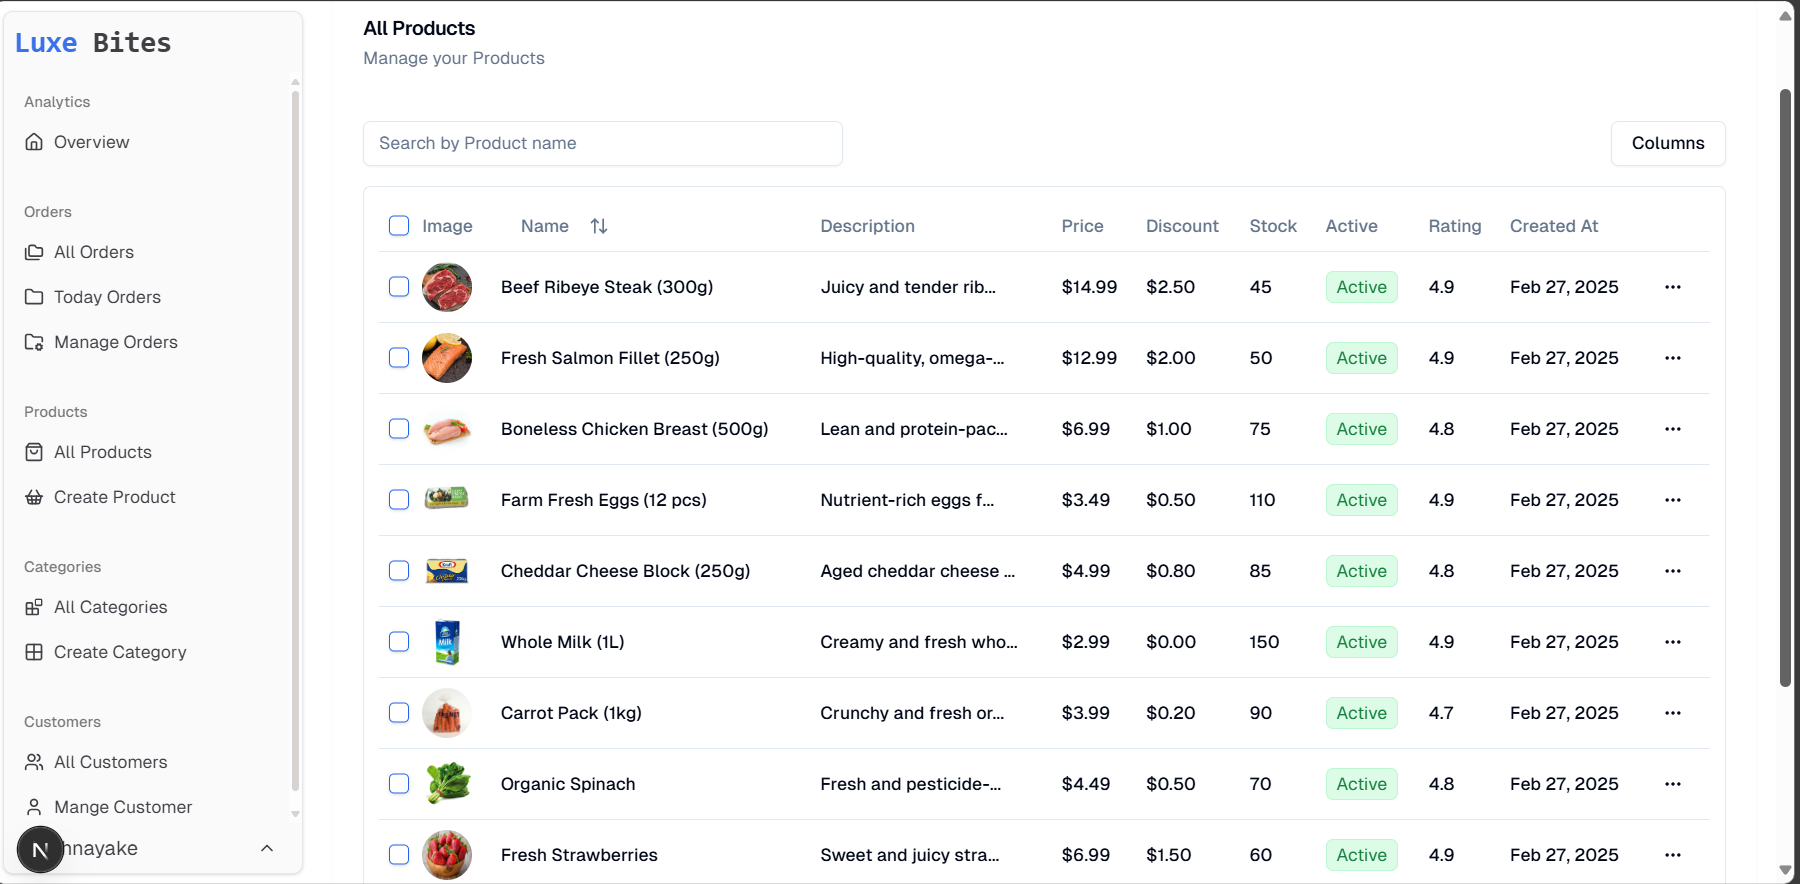 Luxe Bites
Analytics
Overview
Orders
All Orders
Today Orders
Manage Orders
Products
All Products
Create Product
Categories
All Categories
Create Category
Customers
All Customers
Mange Customer
N
hnayake
All Products
Manage your Products
Search by Product name
Columns
Image Name Description Price Discount Stock Active Rating Created At
Beef Ribeye Steak (300g) Juicy and tender rib... $14.99 $2.50 45 Active 4.9 Feb 27, 2025 ···
Fresh Salmon Fillet (250g) High-quality, omega-... $12.99 $2.00 50 Active 4.9 Feb 27, 2025 ···
Boneless Chicken Breast (500g) Lean and protein-pac... $6.99 $1.00 75 Active 4.8 Feb 27, 2025 ···
Farm Fresh Eggs (12 pcs) Nutrient-rich eggs f... $3.49 $0.50 110 Active 4.9 Feb 27, 2025 ···
Cheddar Cheese Block (250g) Aged cheddar cheese ... $4.99 $0.80 85 Active 4.8 Feb 27, 2025 ···
Milk
Whole Milk (1L) Creamy and fresh who... $2.99 $0.00 150 Active 4.9 Feb 27, 2025 ···
Carrot Pack (1kg) Crunchy and fresh or... $3.99 $0.20 90 Active 4.7 Feb 27, 2025 ···
Organic Spinach Fresh and pesticide-... $4.49 $0.50 70 Active 4.8 Feb 27, 2025 ···
Fresh Strawberries Sweet and juicy stra... $6.99 $1.50 60 Active 4.9 Feb 27, 2025 ···